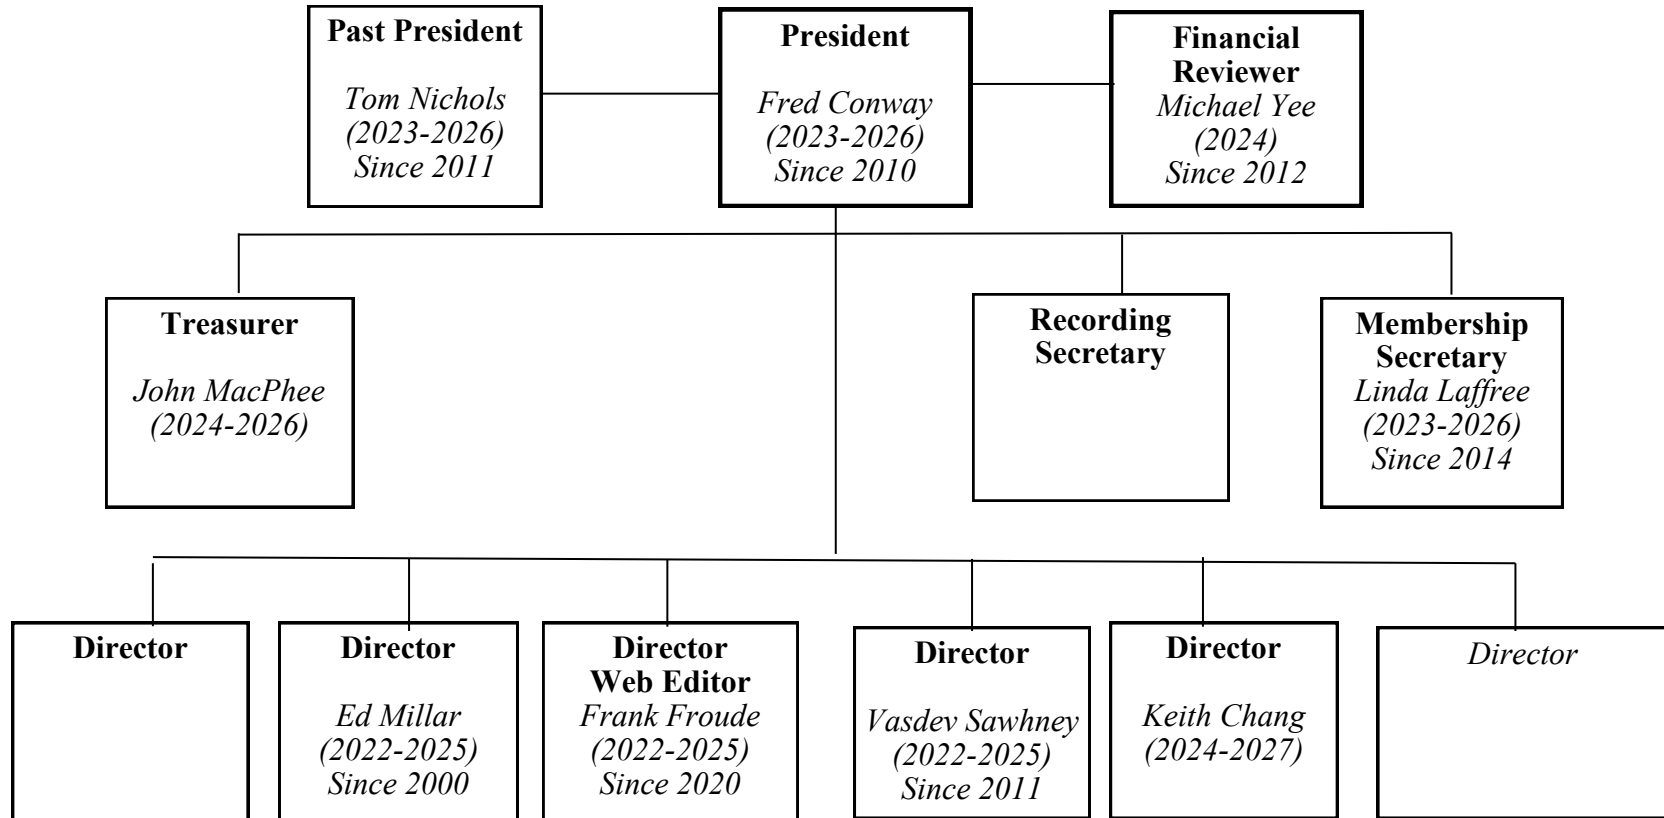 Past President
Tom Nichols
(2023-2026)
Since 2011
President
Fred Conway
(2023-2026)
Since 2010
Financial
Reviewer
Michael Yee
(2024)
Since 2012
Treasurer
John MacPhee
(2024-2026)
Recording
Secretary
Membership
Secretary
Linda Laffree
(2023-2026)
Since 2014
Director
Director
Ed Millar
(2022-2025)
Since 2000
Director
Web Editor
Frank Froude
(2022-2025)
Since 2020
Director
Vasdev Sawhney
(2022-2025)
Since 2011
Director
Keith Chang
(2024-2027)
Director